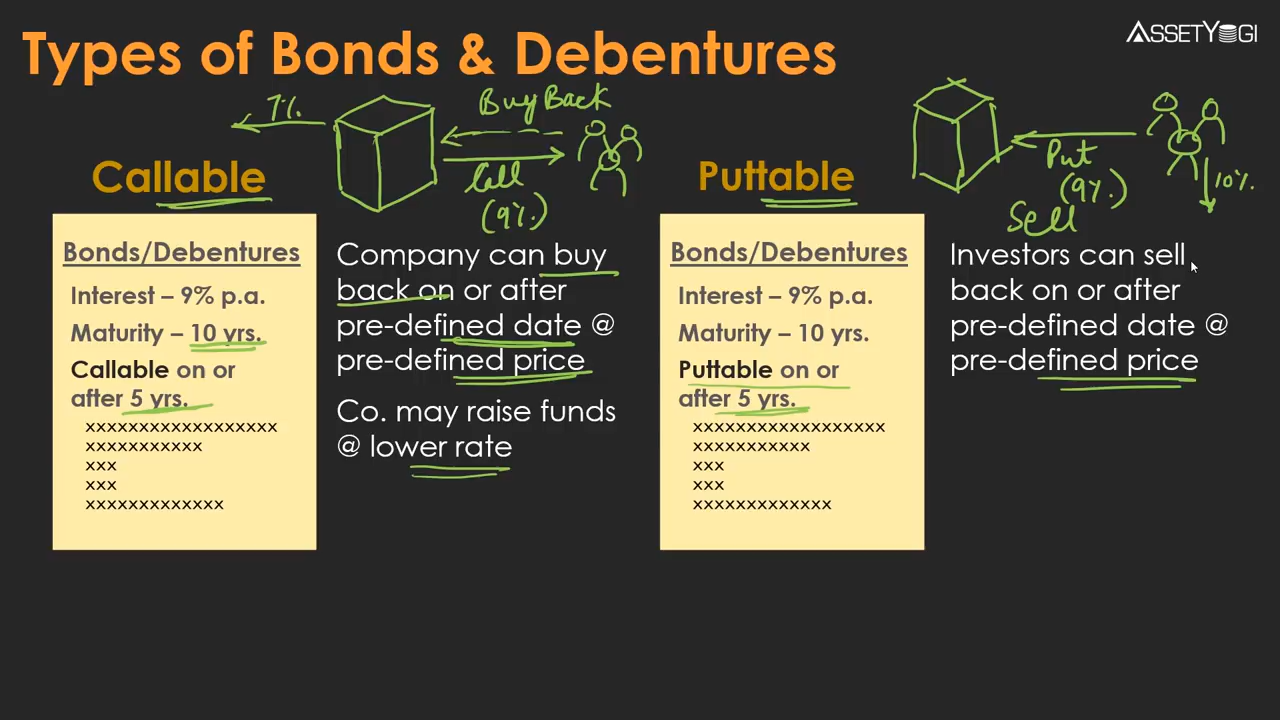 Types of Bonds & Debentures
ASSETYOGI
7%
Buy Back
Call
(9%)
Callable
Bonds/Debentures
Interest – 9% p.a.
Maturity – 10 yrs.
Callable on or
after 5 yrs.
xxxxxxxxxxxxxxxxxx
xxxxxxxxxxx
xxx
xxx
xxxxxxxxxxxxx
Company can buy
back on or after
pre-defined date @
pre-defined price
Co. may raise funds
@ lower rate
Put
(9%)
10%
Sell
Puttable
Bonds/Debentures
Interest – 9% p.a.
Maturity – 10 yrs.
Puttable on or
after 5 yrs.
xxxxxxxxxxxxxxxxxx
xxxxxxxxxxx
xxx
xxx
xxxxxxxxxxxxx
Investors can sell
back on or after
pre-defined date @
pre-defined price